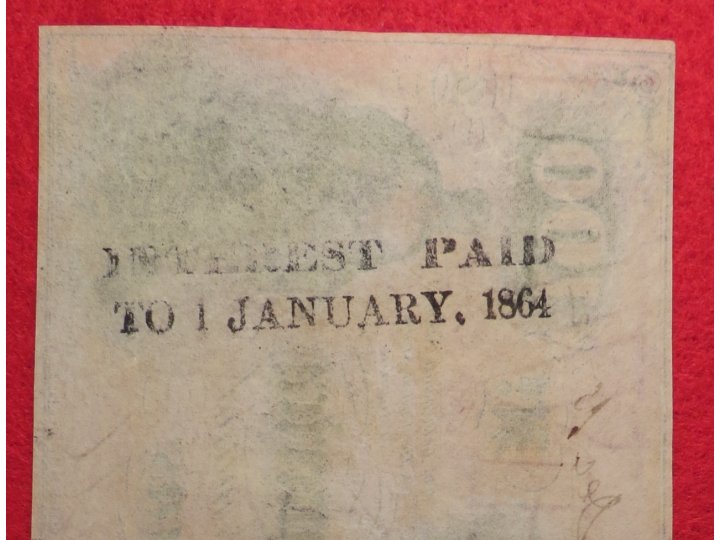 INTEREST PAID
TO 1 JANUARY, 1864